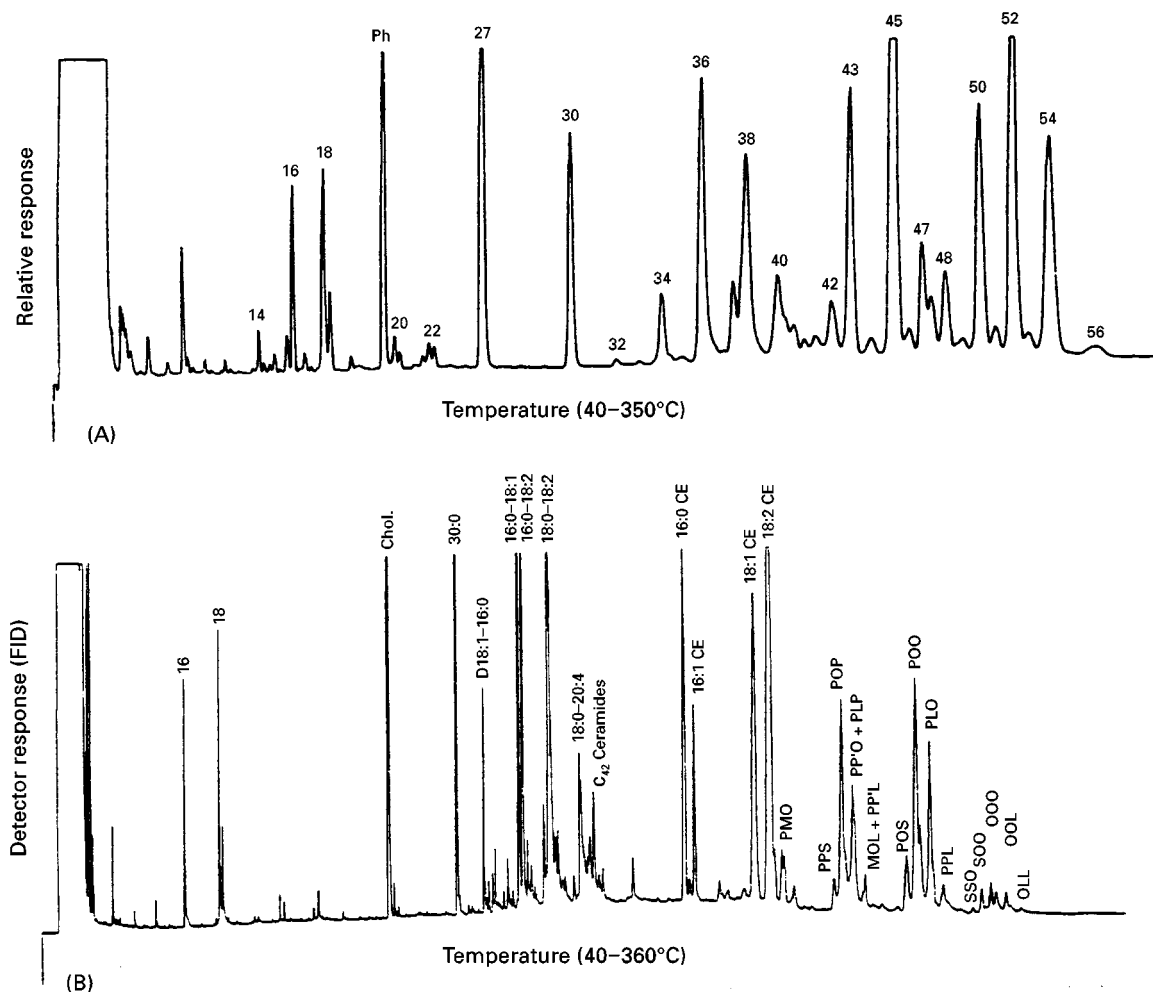 Relative response
14
16
18
Ph
20
22
27
30
32
34
36
38
40
42
43
45
47
48
50
52
54
56
Temperature (40–350°C)
(A)
Detector response (FID)
16
18
Chol.
30:0
D18:1–16:0
16:0–18:1
16:0–18:2
18:0–18:2
18:0–20:4
C₄₂ Ceramides
16:0 CE
16:1 CE
18:1 CE
18:2 CE
PMO
PPS
POP
PP'O + PLP
MOL + PP'L
POS
POO
PLO
PPL
SSO
SOO
OOO
OOL
OLL
Temperature (40–360°C)
(B)